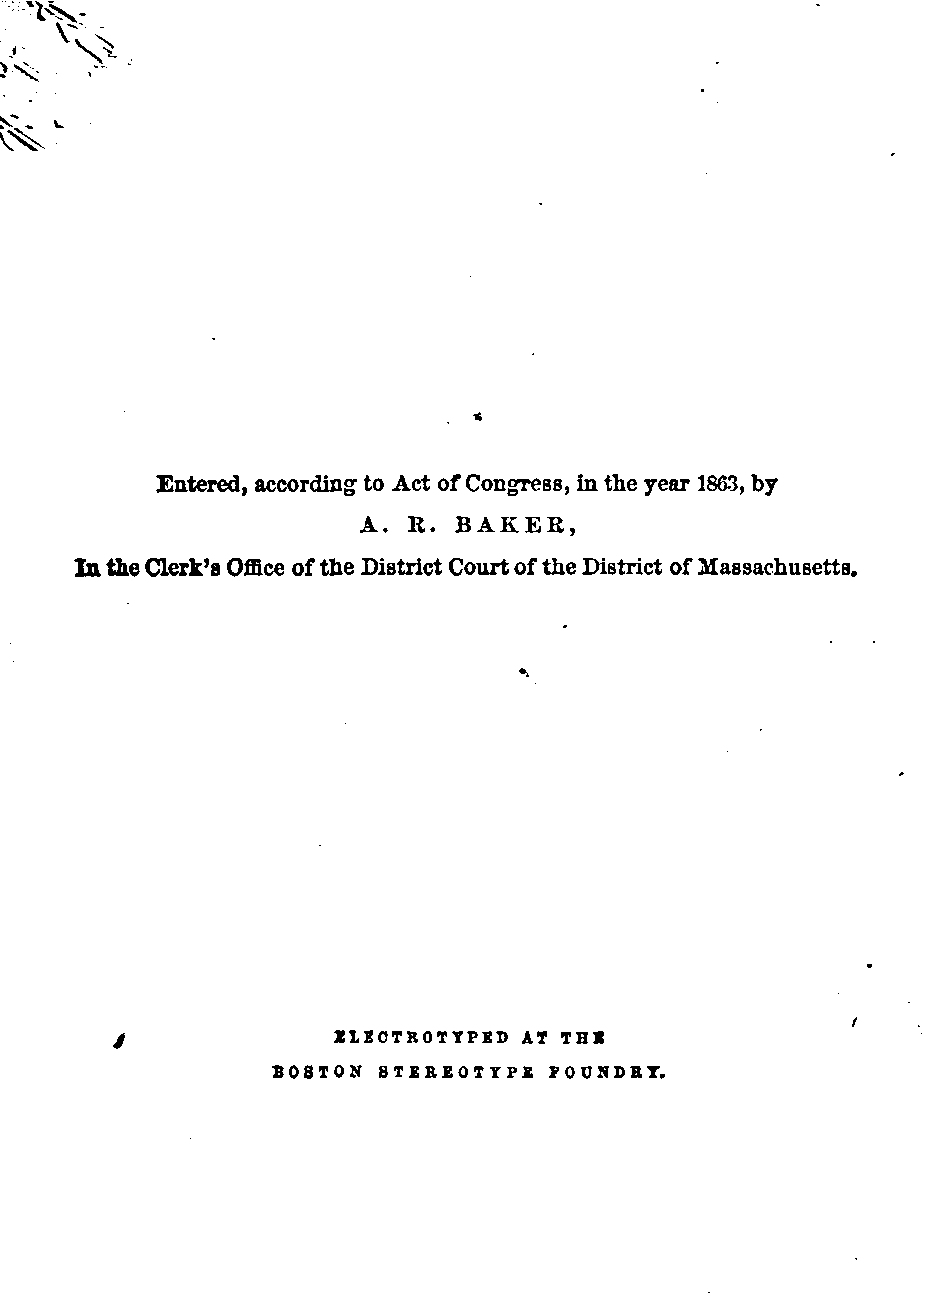 Entered, according to Act of Congress, in the year 1863, by
A. R. BAKER,
In the Clerk's Office of the District Court of the District of Massachusetts.
ELECTROTYPED AT THE
BOSTON STEREOTYPE FOUNDRY.